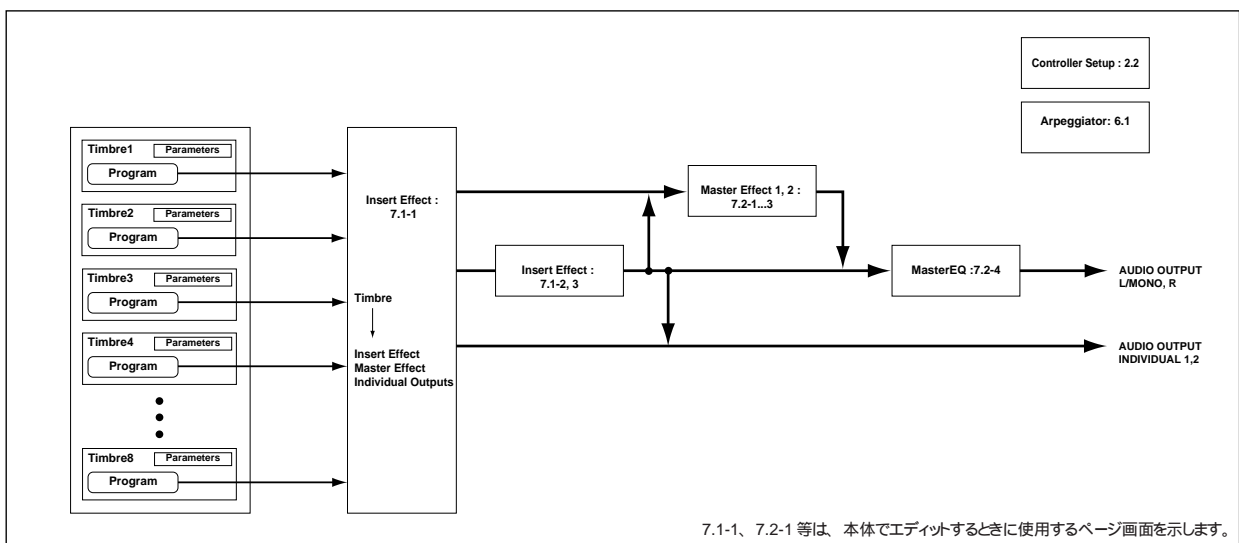 Controller Setup : 2.2
Arpeggiator: 6.1
Timbre1
Parameters
Program
Timbre2
Parameters
Program
Timbre3
Parameters
Program
Timbre4
Parameters
Program
Timbre8
Parameters
Program
Insert Effect :
7.1-1
Timbre
Insert Effect
Master Effect
Individual Outputs
Insert Effect :
7.1-2, 3
Master Effect 1, 2 :
7.2-1...3
MasterEQ :7.2-4
AUDIO OUTPUT
L/MONO, R
AUDIO OUTPUT
INDIVIDUAL 1,2
7.1-1、7.2-1 等は、本体でエディットするときに使用するページ画面を示します。